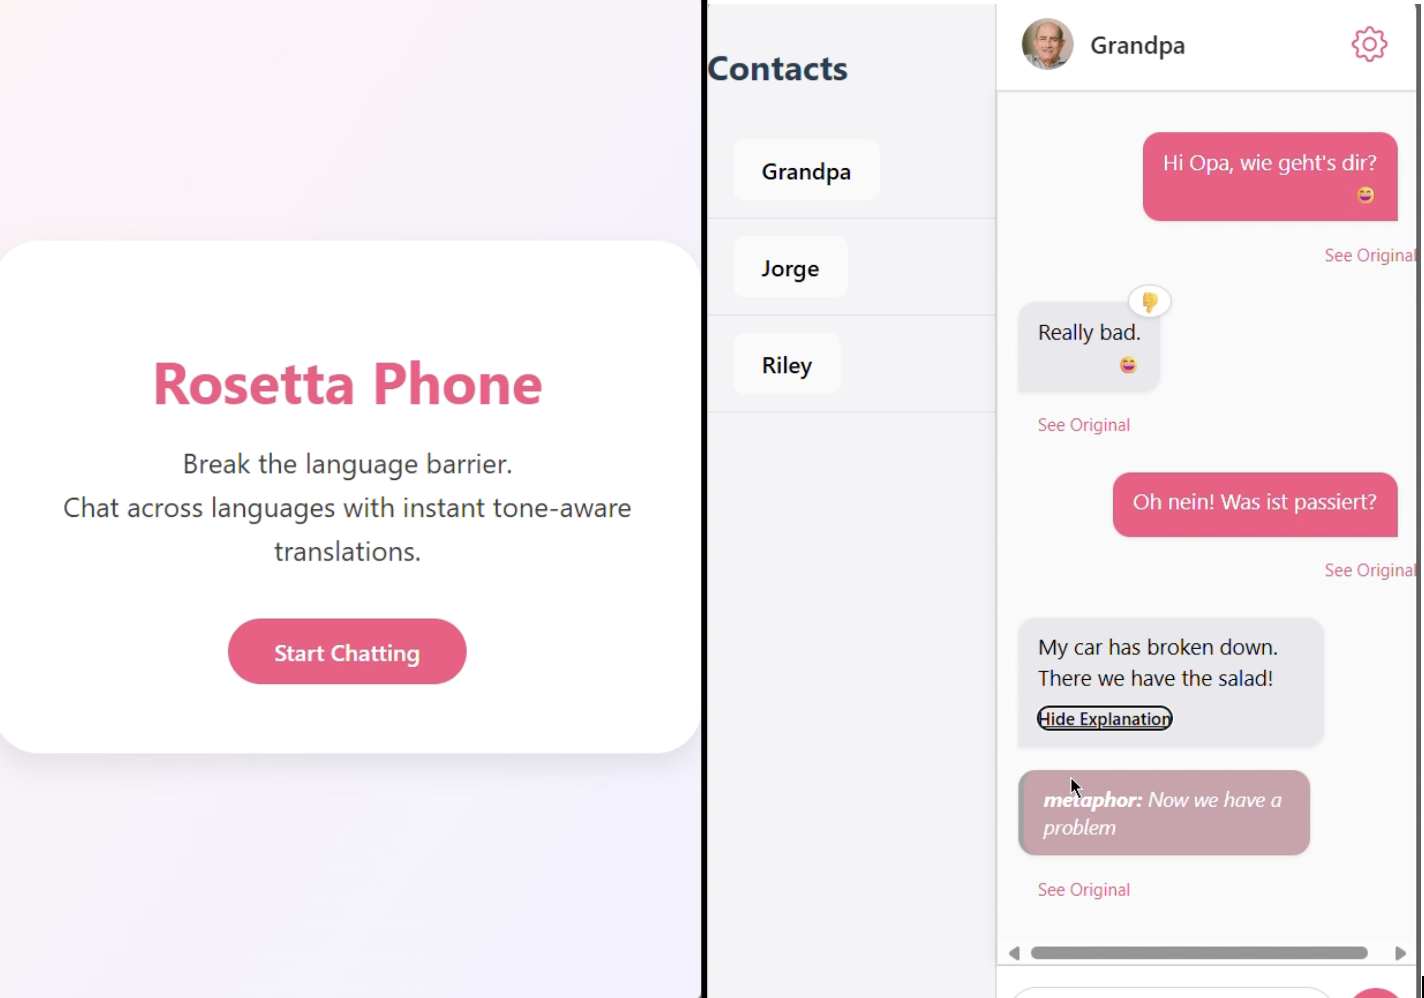 Rosetta Phone
Break the language barrier.
Chat across languages with instant tone-aware
translations.
Start Chatting
Contacts
Grandpa
Jorge
Riley
Grandpa
Hi Opa, wie geht's dir?
😄
See Original
👎
Really bad.
😄
See Original
Oh nein! Was ist passiert?
See Original
My car has broken down.
There we have the salad!
Hide Explanation
metaphor: Now we have a
problem
See Original